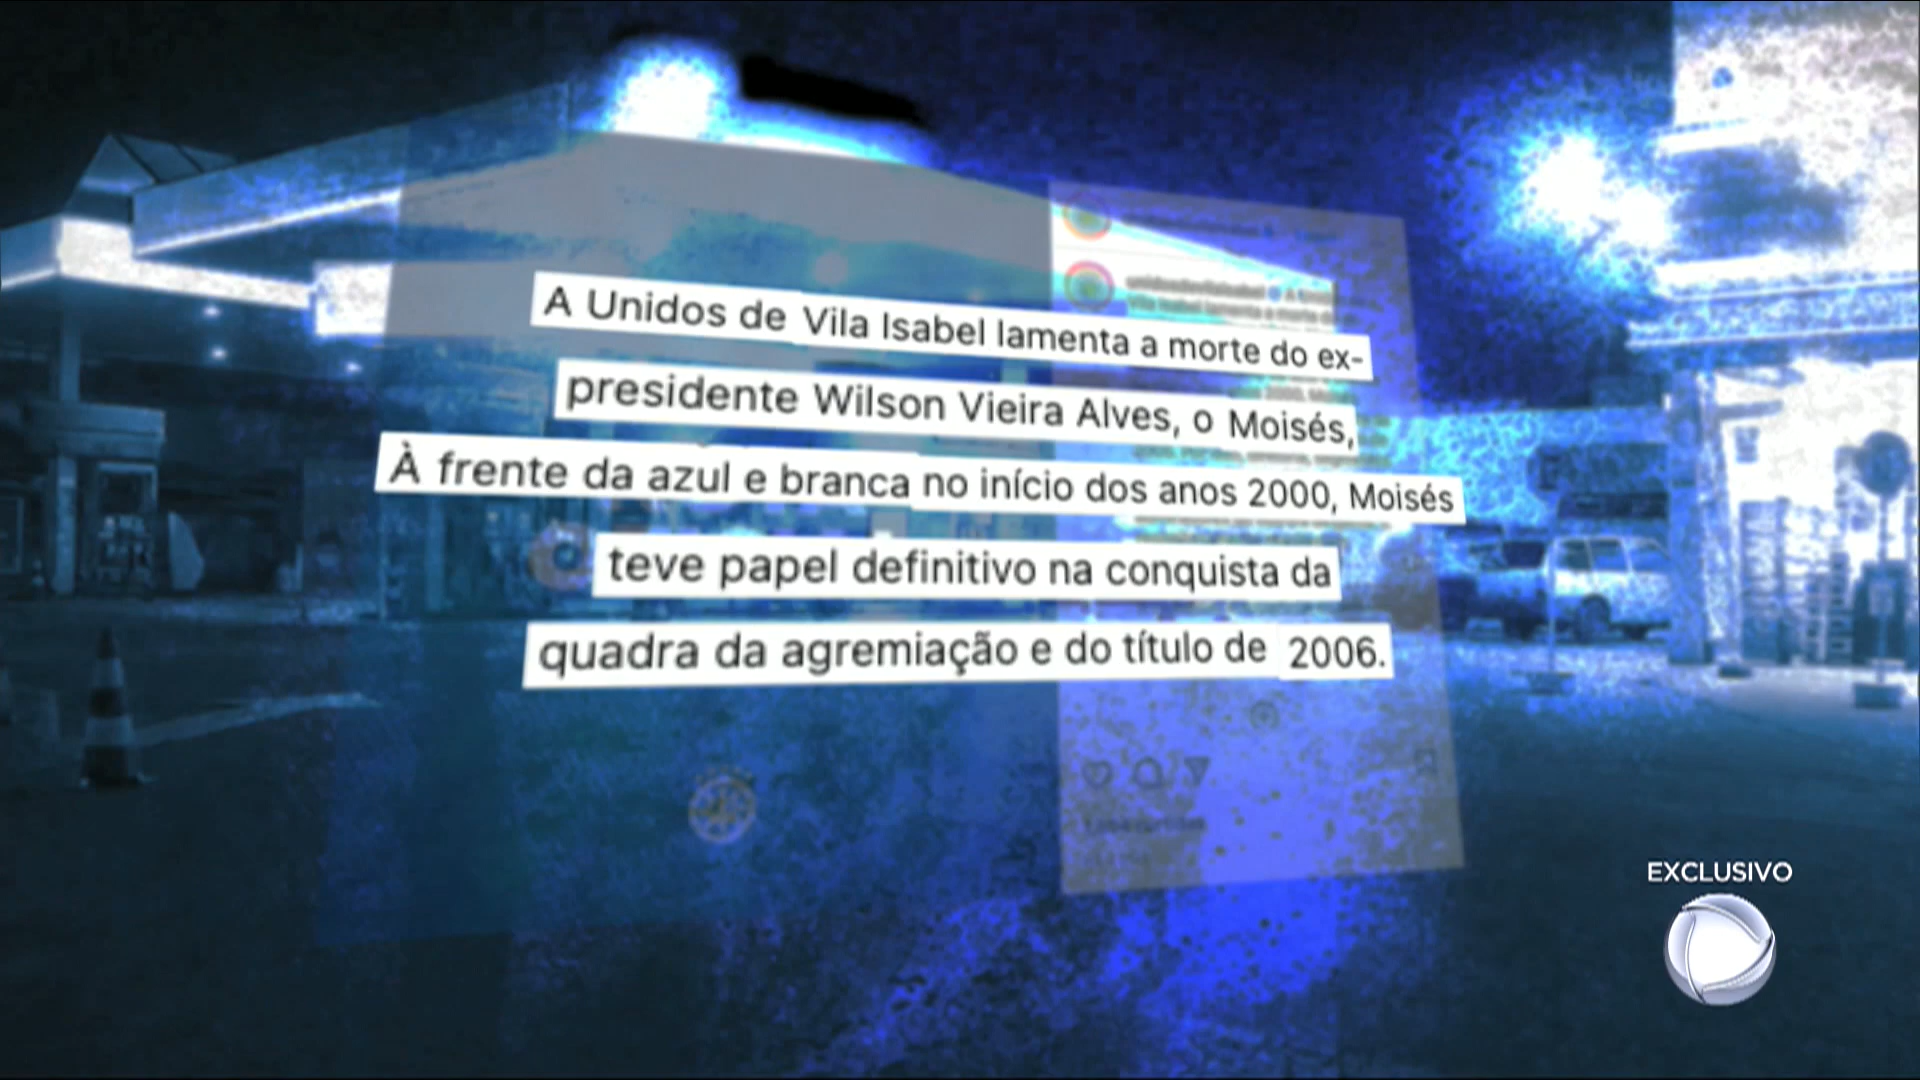 A Unidos de Vila Isabel lamenta a morte do ex-
presidente Wilson Vieira Alves, o Moisés,
À frente da azul e branca no início dos anos 2000, Moisés
teve papel definitivo na conquista da
quadra da agremiação e do título de 2006.
EXCLUSIVO